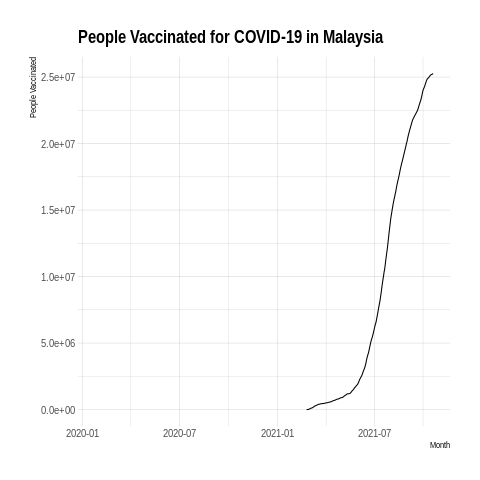 People Vaccinated for COVID-19 in Malaysia
People Vaccinated
2.5e+07
2.0e+07
1.5e+07
1.0e+07
5.0e+06
0.0e+00
2020-01 2020-07 2021-01 2021-07
Month